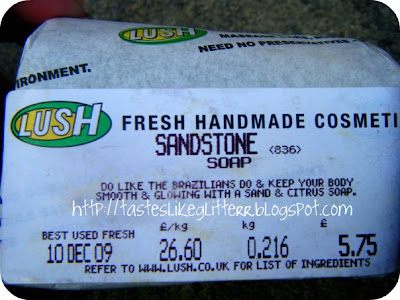 LUSH
MASSAGE
NEED NO PRESERVATIVES
IRONMENT.
LUSH FRESH HANDMADE COSMETI
SANDSTONE <836>
SOAP
DO LIKE THE BRAZILIANS DO & KEEP YOUR BODY
SMOOTH & GLOWING WITH A SAND & CITRUS SOAP.
http://tasteslikeglitterr.blogspot.com
BEST USED FRESH £/kg kg £
10 DEC 09 26.60 0.216 5.75
REFER TO WWW.LUSH.CO.UK FOR LIST OF INGREDIENTS